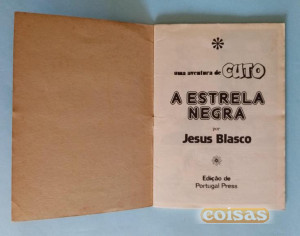 uma aventura de CUTO
A ESTRELA
NEGRA
por
Jesus Blasco
Edição de
Portugal Press
coisas